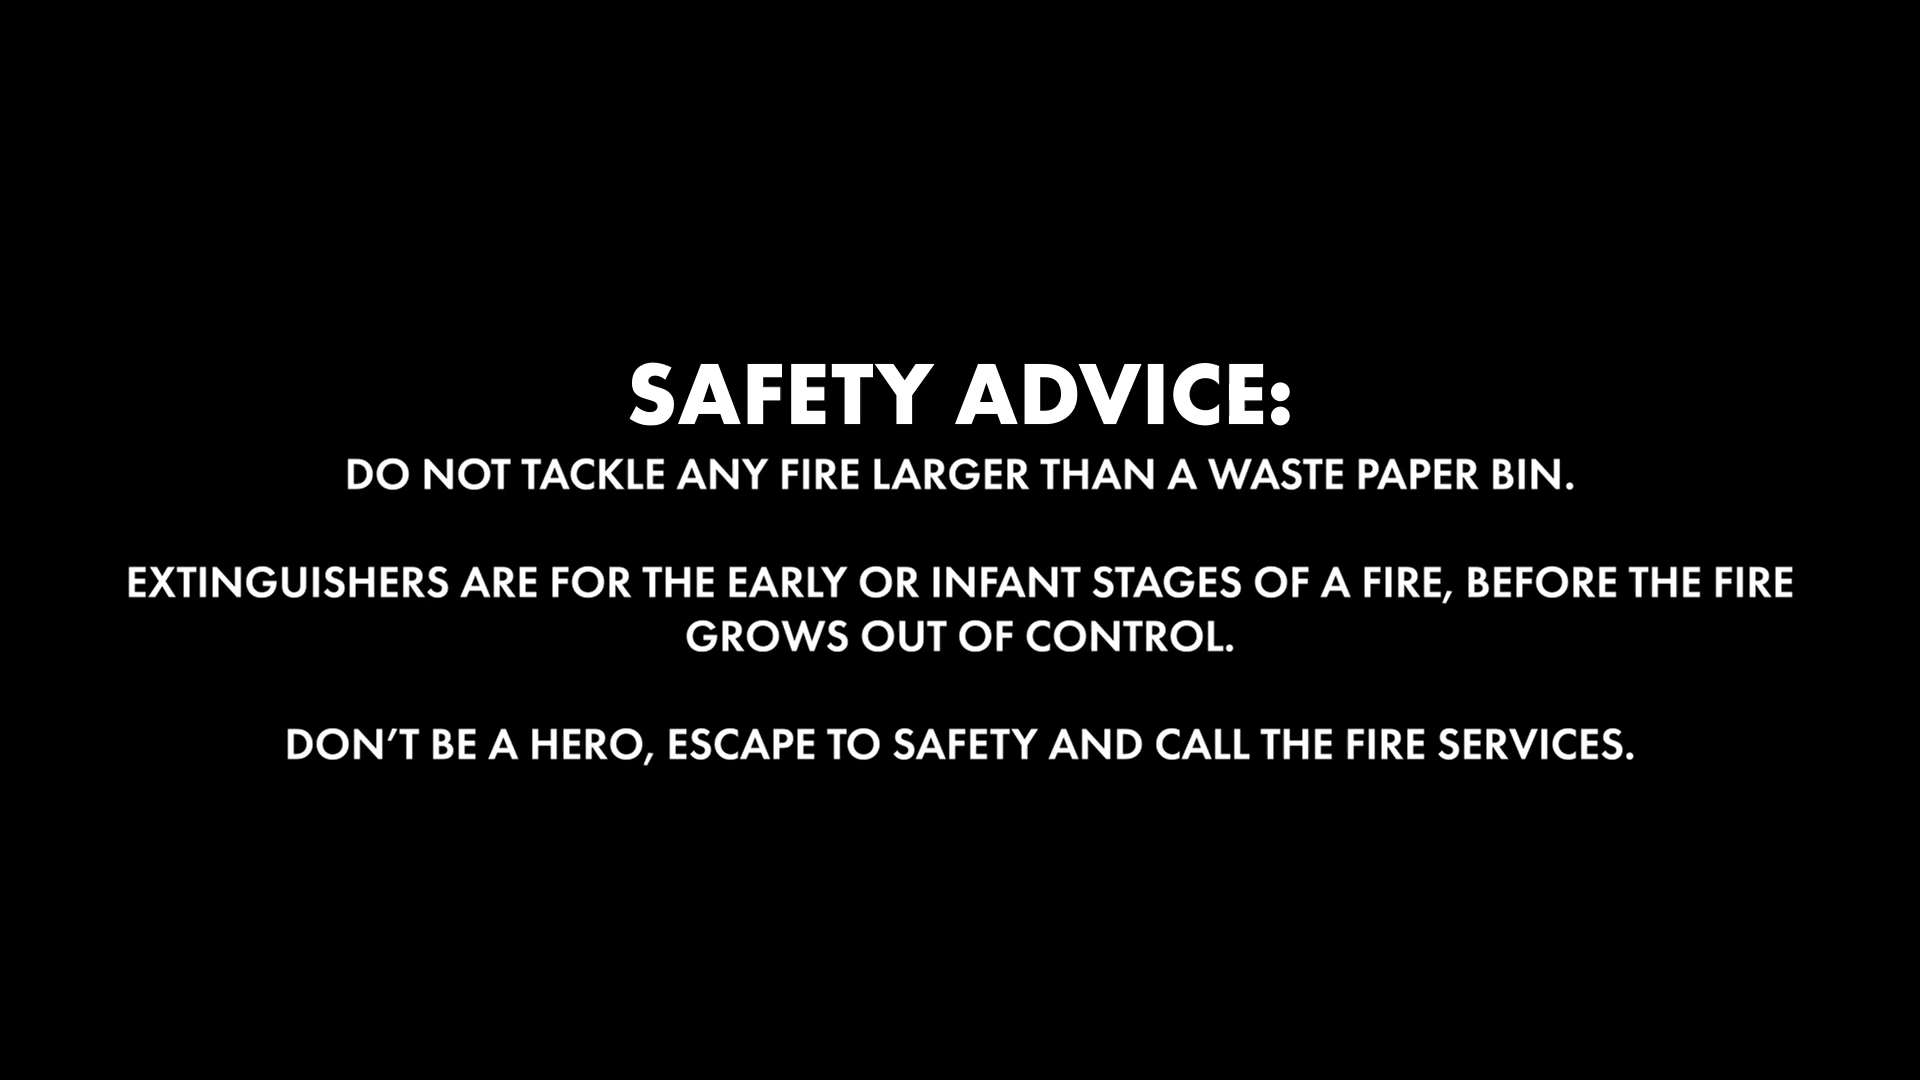 SAFETY ADVICE:
DO NOT TACKLE ANY FIRE LARGER THAN A WASTE PAPER BIN.
EXTINGUISHERS ARE FOR THE EARLY OR INFANT STAGES OF A FIRE, BEFORE THE FIRE
GROWS OUT OF CONTROL.
DON’T BE A HERO, ESCAPE TO SAFETY AND CALL THE FIRE SERVICES.